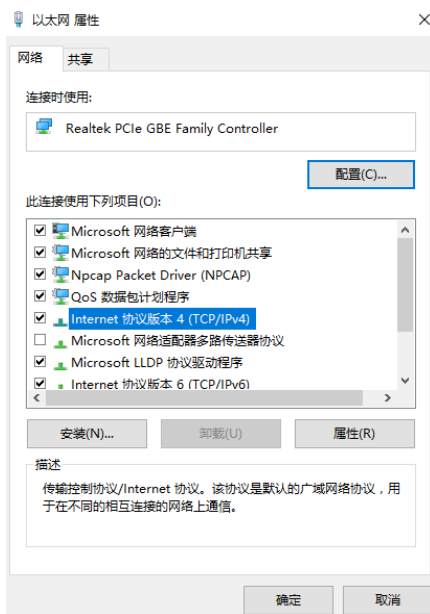 以太网 属性
网络
共享
连接时使用:
Realtek PCIe GBE Family Controller
配置(C)...
此连接使用下列项目(O):
Microsoft 网络客户端
Microsoft 网络的文件和打印机共享
Npcap Packet Driver (NPCAP)
QoS 数据包计划程序
Internet 协议版本 4 (TCP/IPv4)
Microsoft 网络适配器多路传送器协议
Microsoft LLDP 协议驱动程序
Internet 协议版本 6 (TCP/IPv6)
安装(N)...
卸载(U)
属性(R)
描述
传输控制协议/Internet 协议。该协议是默认的广域网络协议，用
于在不同的相互连接的网络上通信。
确定
取消